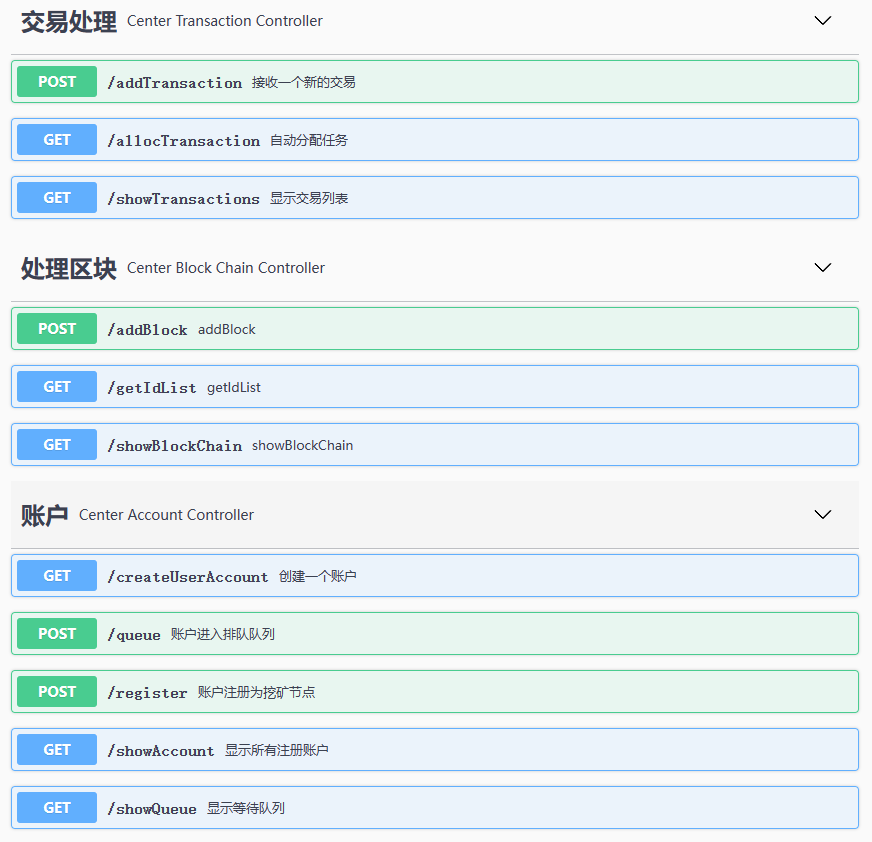 交易处理 Center Transaction Controller
POST /addTransaction 接收一个新的交易
GET /allocTransaction 自动分配任务
GET /showTransactions 显示交易列表
处理区块 Center Block Chain Controller
POST /addBlock addBlock
GET /getIdList getIdList
GET /showBlockChain showBlockChain
账户 Center Account Controller
GET /createUserAccount 创建一个账户
POST /queue 账户进入排队队列
POST /register 账户注册为挖矿节点
GET /showAccount 显示所有注册账户
GET /showQueue 显示等待队列